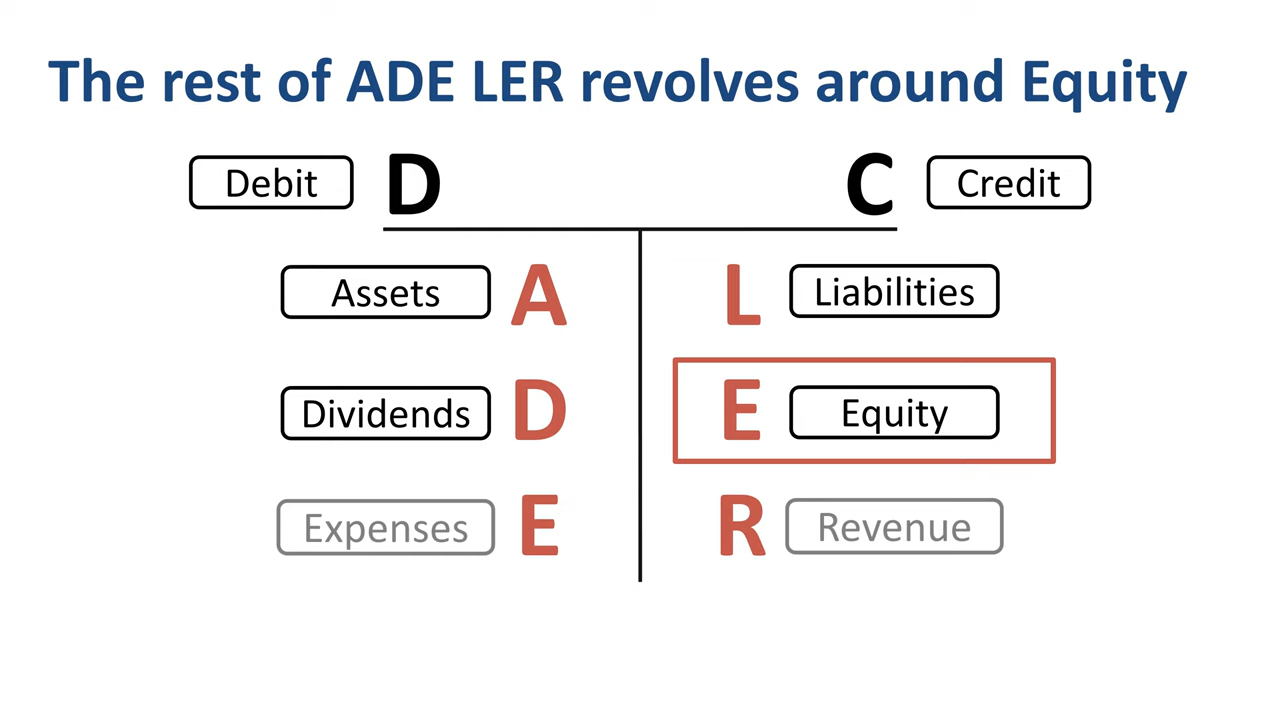 The rest of ADE LER revolves around Equity
Debit D C Credit
Assets A L Liabilities
Dividends D E Equity
Expenses E R Revenue